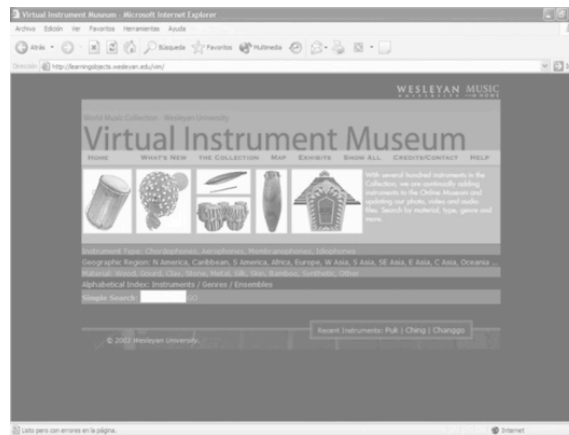 Virtual Instrument Museum - Microsoft Internet Explorer
Archivo Edición Ver Favoritos Herramientas Ayuda
Atrás Búsqueda Favoritos Multimedia
Dirección http://learningobjects.wesleyan.edu/vim/
WESLEYAN MUSIC
UNIVERSITY HOME
World Music Collection · Wesleyan University
Virtual Instrument Museum
HOME WHAT'S NEW THE COLLECTION MAP EXHIBITS SHOW ALL CREDITS/CONTACT HELP
With several hundred instruments in the
Collection, we are continually adding
instruments to the Online Museum and
updating our photo, video and audio
files. Search by material, type, genre and
more.
Instrument Type: Chordophones, Aerophones, Membranophones, Idiophones
Geographic Region: N America, Caribbean, S America, Africa, Europe, W Asia, S Asia, SE Asia, E Asia, C Asia, Oceania ...
Material: Wood, Gourd, Clay, Stone, Metal, Silk, Skin, Bamboo, Synthetic, Other
Alphabetical Index: Instruments / Genres / Ensembles
Simple Search: GO
Recent Instruments: Puk | Ching | Changgo
© 2003 Wesleyan University.
Listo pero con errores en la página. Internet